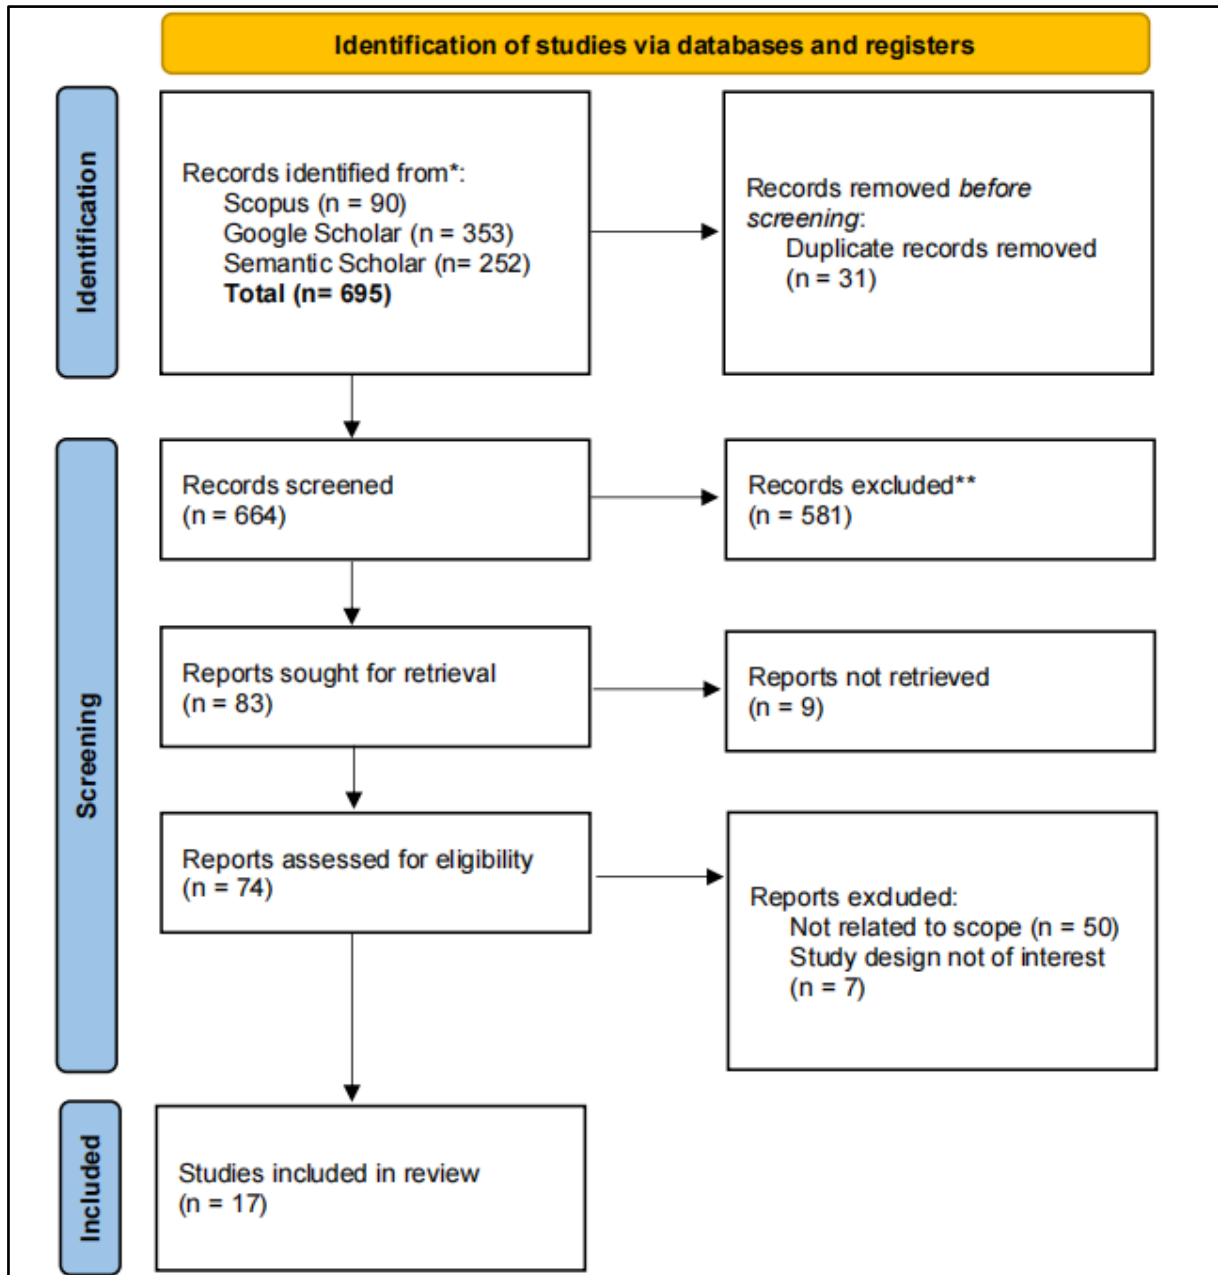 Identification of studies via databases and registers
Identification
Records identified from*:
Scopus (n = 90)
Google Scholar (n = 353)
Semantic Scholar (n= 252)
Total (n= 695)
Records removed before
screening:
Duplicate records removed
(n = 31)
Screening
Records screened
(n = 664)
Records excluded**
(n = 581)
Reports sought for retrieval
(n = 83)
Reports not retrieved
(n = 9)
Reports assessed for eligibility
(n = 74)
Reports excluded:
Not related to scope (n = 50)
Study design not of interest
(n = 7)
Included
Studies included in review
(n = 17)